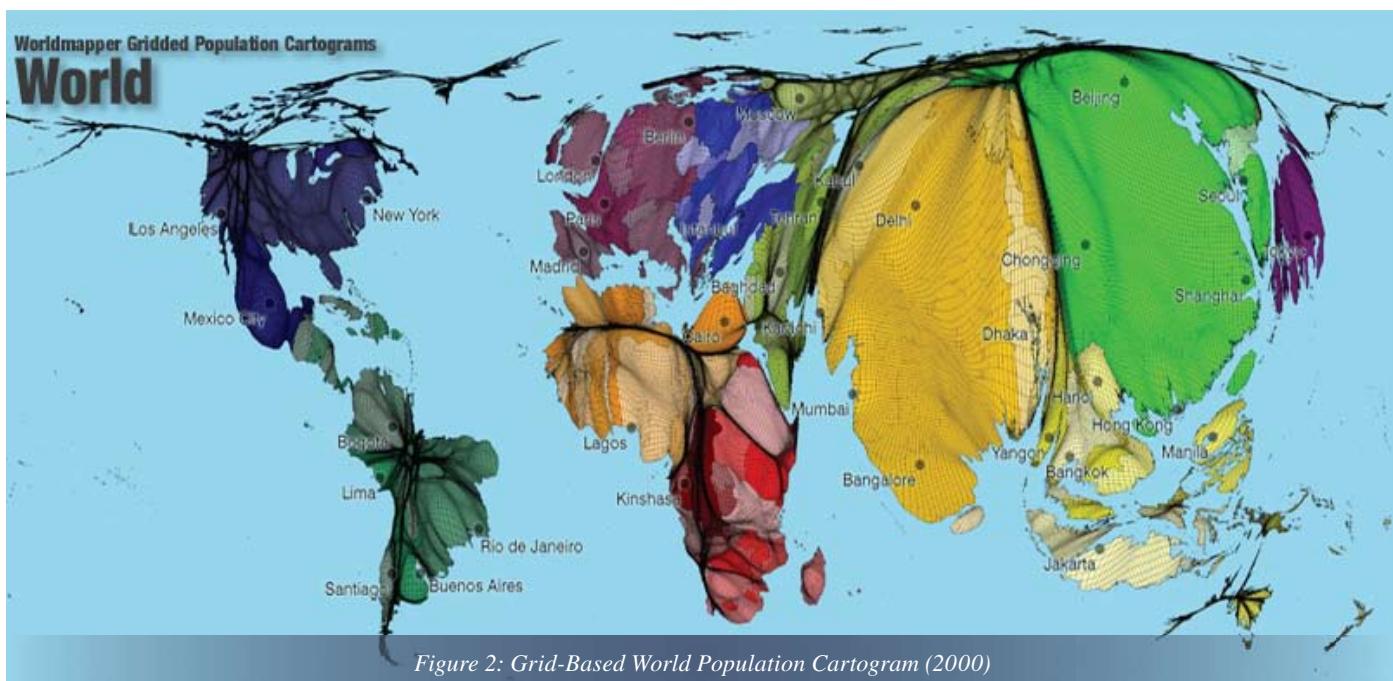 Worldmapper Gridded Population Cartograms
World
Moscow
Beijing
Berlin
London
Kabul
Seoul
New York
Los Angeles
Paris
Istanbul
Tehran
Delhi
Tokyo
Madrid
Chongqing
Baghdad
Shanghai
Mexico City
Cairo
Karachi
Dhaka
Mumbai
Hanoi
Hong Kong
Bogota
Lagos
Yangon
Manila
Bangkok
Lima
Bangalore
Kinshasa
Rio de Janeiro
Jakarta
Santiago
Buenos Aires
Figure 2: Grid-Based World Population Cartogram (2000)